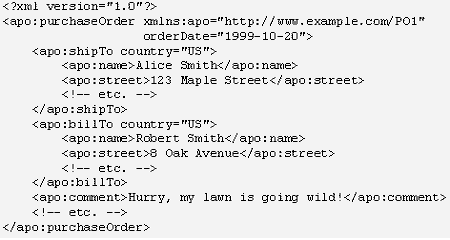 <?xml version="1.0"?>
<apo:purchaseOrder xmlns:apo="http://www.example.com/PO1"
                   orderDate="1999-10-20">
    <apo:shipTo country="US">
        <apo:name>Alice Smith</apo:name>
        <apo:street>123 Maple Street</apo:street>
        <!-- etc. -->
    </apo:shipTo>
    <apo:billTo country="US">
        <apo:name>Robert Smith</apo:name>
        <apo:street>8 Oak Avenue</apo:street>
        <!-- etc. -->
    </apo:billTo>
    <apo:comment>Hurry, my lawn is going wild!</apo:comment>
    <!-- etc. -->
</apo:purchaseOrder>